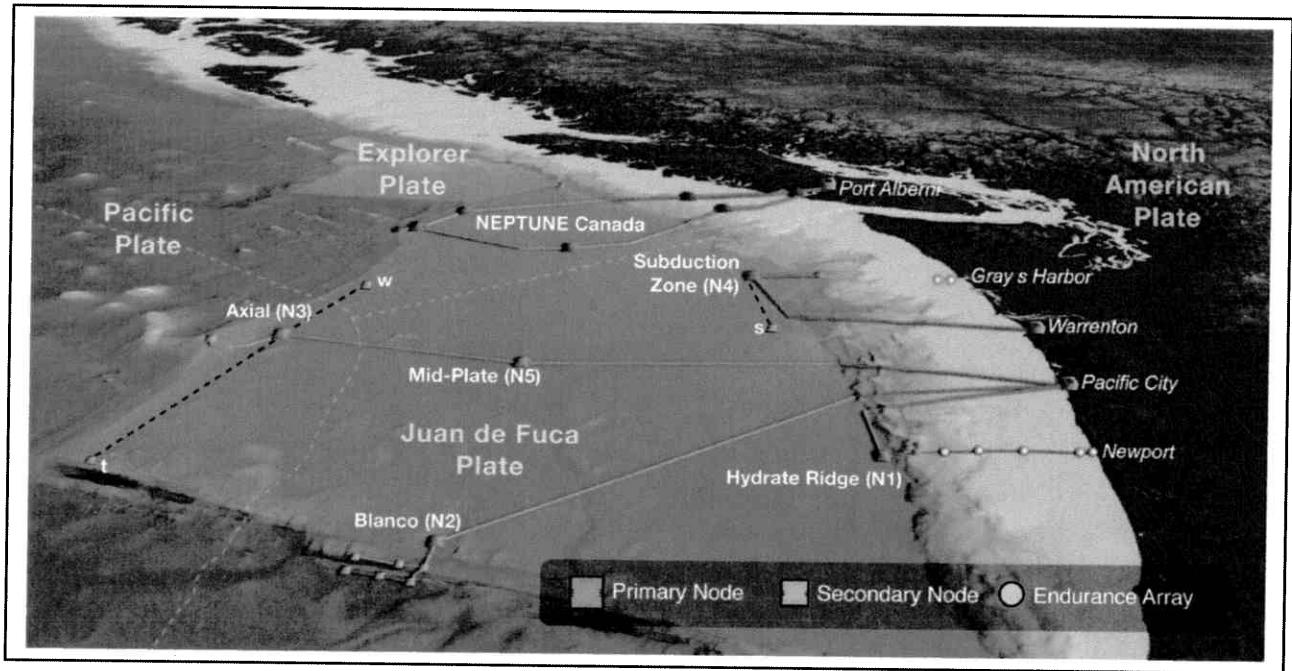 Explorer
Plate
North
American
Plate
Port Alberni
Pacific
Plate
NEPTUNE Canada
Subduction
Zone (N4)
Gray s Harbor
w
Axial (N3)
s
Warrenton
Mid-Plate (N5)
Pacific City
Juan de Fuca
Plate
t
Newport
Hydrate Ridge (N1)
Blanco (N2)
Primary Node
Secondary Node
Endurance Array